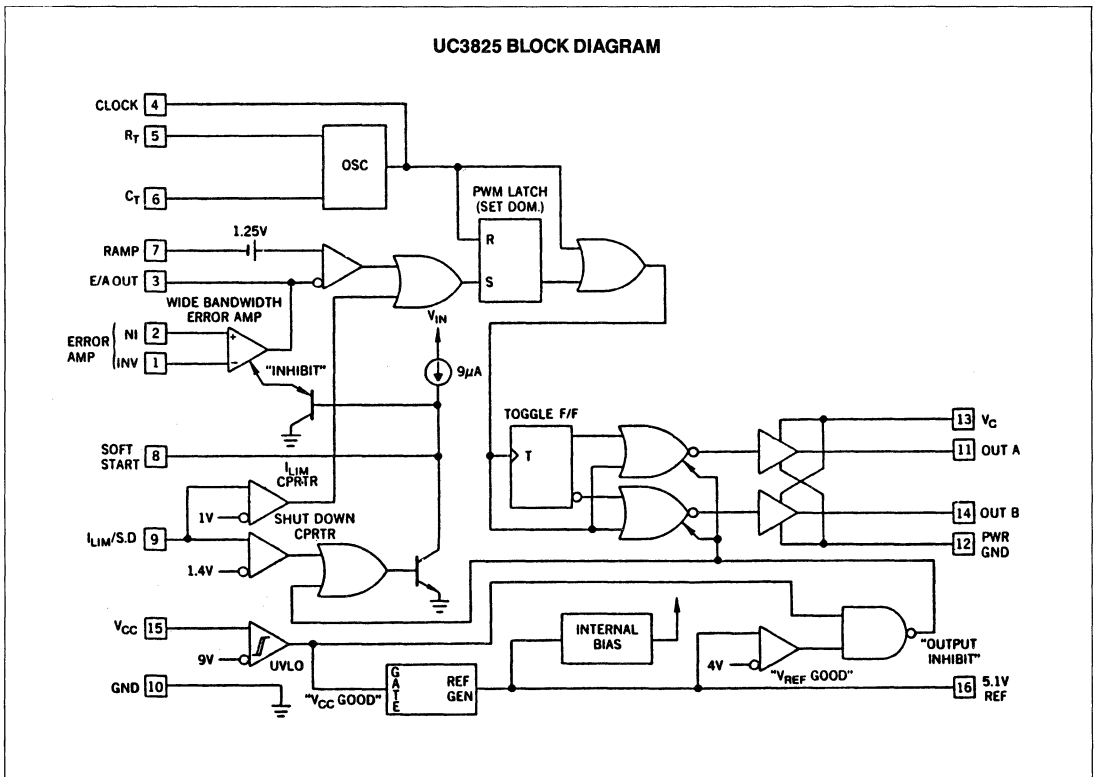 UC3825 BLOCK DIAGRAM
CLOCK 4
RT 5
OSC
CT 6
PWM LATCH
(SET DOM.)
1.25V
R
RAMP 7
E/A OUT 3
S
WIDE BANDWIDTH
ERROR AMP
VIN
ERROR
AMP
NI 2
+
INV 1
−
9μA
"INHIBIT"
TOGGLE F/F
13 VC
T
11 OUT A
SOFT
START 8
ILIM
CPRTR
1V
SHUT DOWN
CPRTR
14 OUT B
ILIM/S.D 9
12 PWR
GND
1.4V
VCC 15
INTERNAL
BIAS
9V
UVLO
4V
"OUTPUT
INHIBIT"
"VREF GOOD"
GND 10
"VCC GOOD"
GATE
REF
GEN
16 5.1V
REF